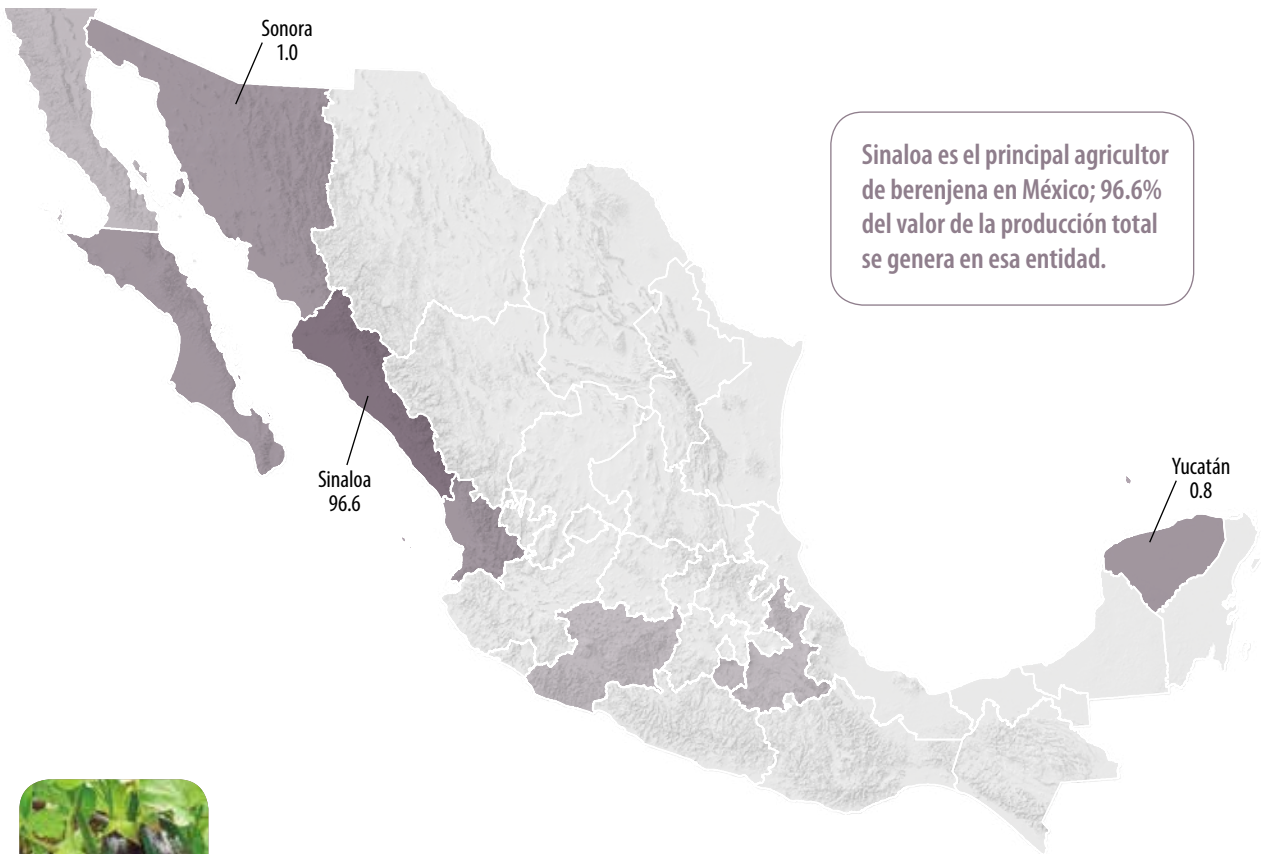 Sonora
1.0
Sinaloa es el principal agricultor
de berenjena en México; 96.6%
del valor de la producción total
se genera en esa entidad.
Sinaloa
96.6
Yucatán
0.8